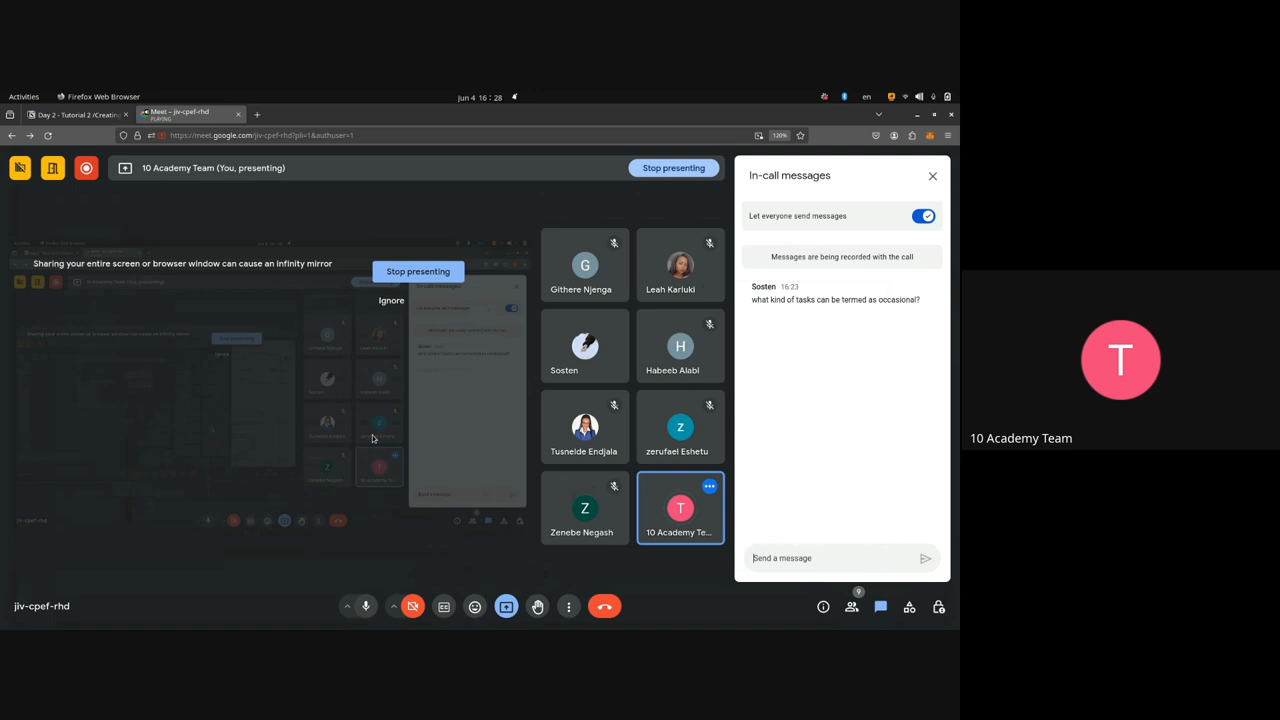 Activities
Firefox Web Browser
Jun 4 16:28
en
Day 2 - Tutorial 2 /Creating
Meet – jiv-cpef-rhd
PLAYING
https://meet.google.com/jiv-cpef-rhd?pli=1&authuser=1
120%
10 Academy Team (You, presenting)
Stop presenting
In-call messages
Let everyone send messages
Messages are being recorded with the call
Sosten 16:23
what kind of tasks can be termed as occasional?
Sharing your entire screen or browser window can cause an infinity mirror
Stop presenting
Ignore
G
Githere Njenga
Leah Kariuki
Sosten
H
Habeeb Alabi
Tusnelde Endjala
z
zerufael Eshetu
Z
Zenebe Negash
T
10 Academy Te...
Send a message
jiv-cpef-rhd
9
T
10 Academy Team